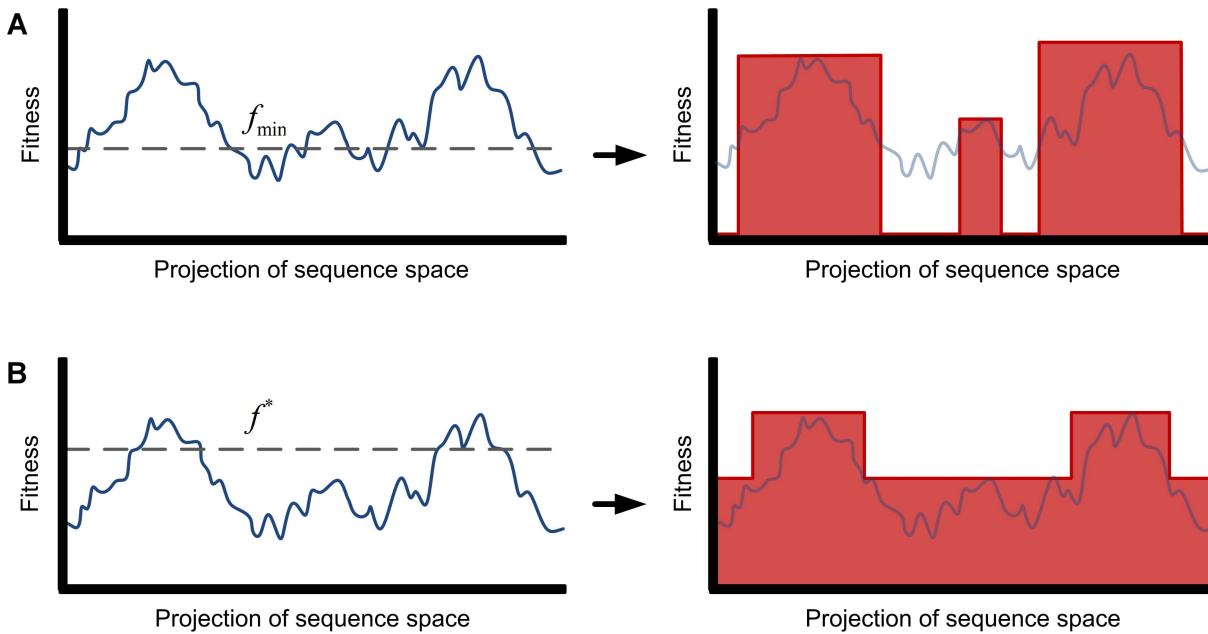 A
Fitness
f min
Projection of sequence space
Fitness
Projection of sequence space
B
Fitness
f*
Projection of sequence space
Fitness
Projection of sequence space